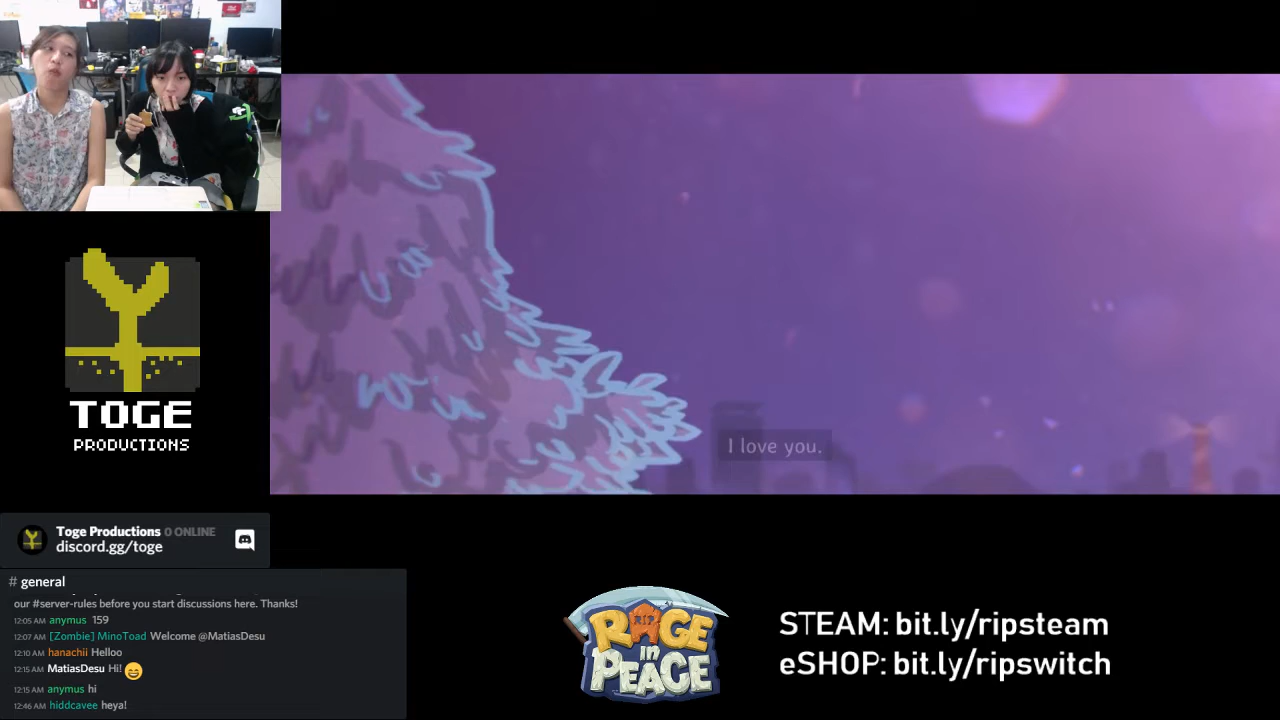 I love you.
TOGE
PRODUCTIONS
Toge Productions 0 ONLINE
discord.gg/toge
# general
our #server-rules before you start discussions here. Thanks!
12:05 AM anymus 159
12:07 AM [Zombie] MinoToad Welcome @MatiasDesu
12:10 AM hanachii Helloo
12:15 AM MatiasDesu Hi! 😄
12:15 AM anymus hi
12:46 AM hiddcavee heya!
RIP
RAGE
in
PEACE
STEAM: bit.ly/ripsteam
eSHOP: bit.ly/ripswitch